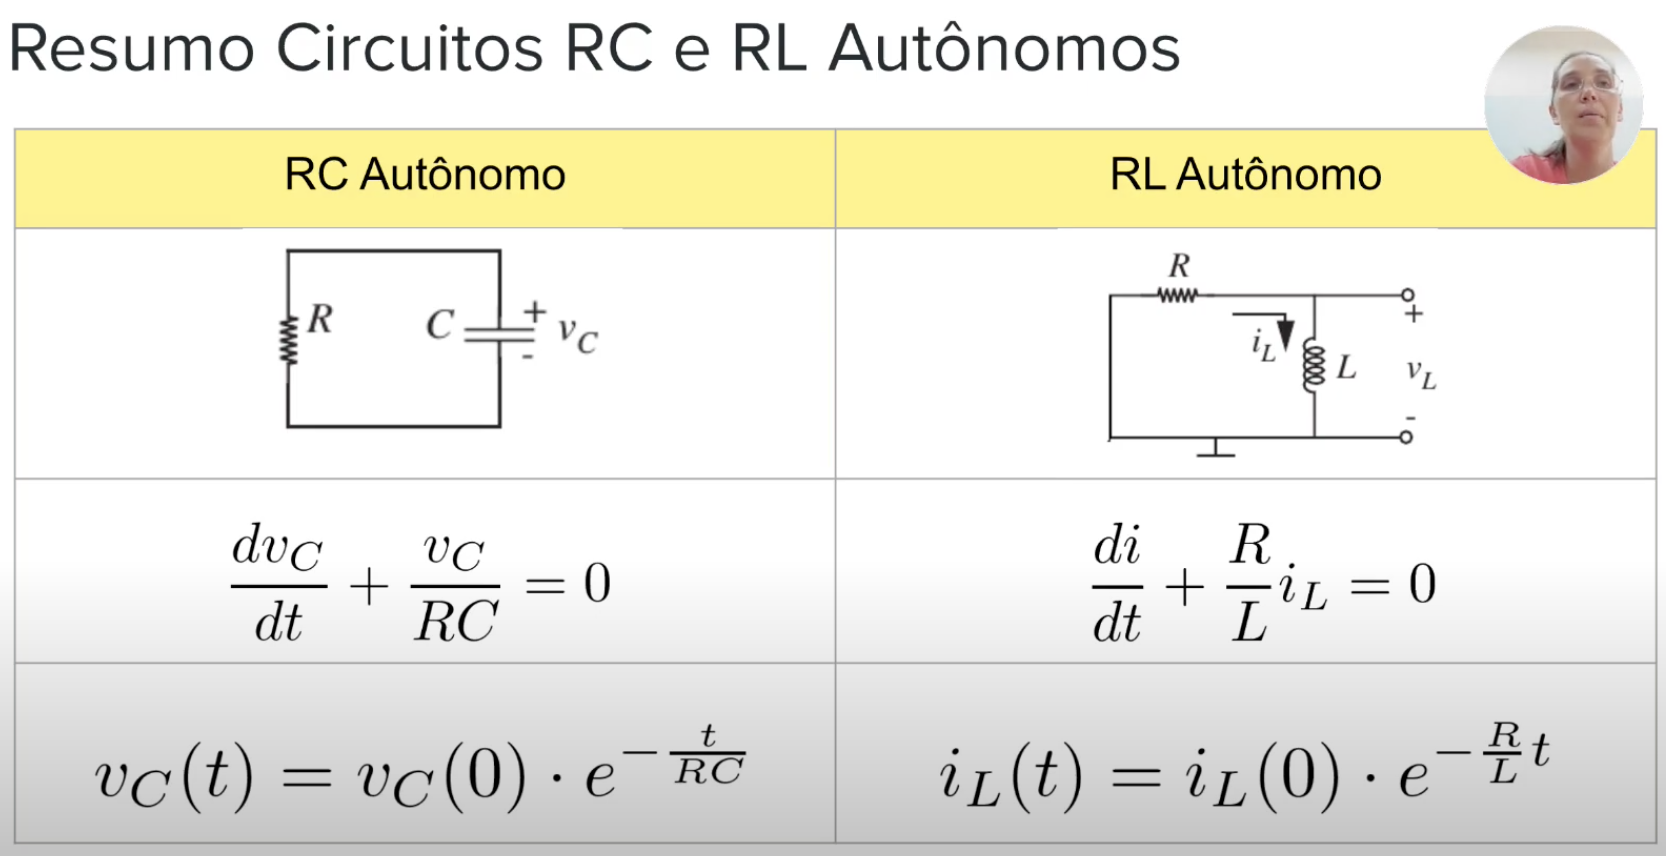 Resumo Circuitos RC e RL Autônomos
RC Autônomo
RL Autônomo
R
C
+
v_C
-
R
i_L
L
+
v_L
-
\frac{dv_C}{dt} + \frac{v_C}{RC} = 0
\frac{di}{dt} + \frac{R}{L} i_L = 0
v_C(t) = v_C(0) \cdot e^{-\frac{t}{RC}}
i_L(t) = i_L(0) \cdot e^{-\frac{R}{L}t}